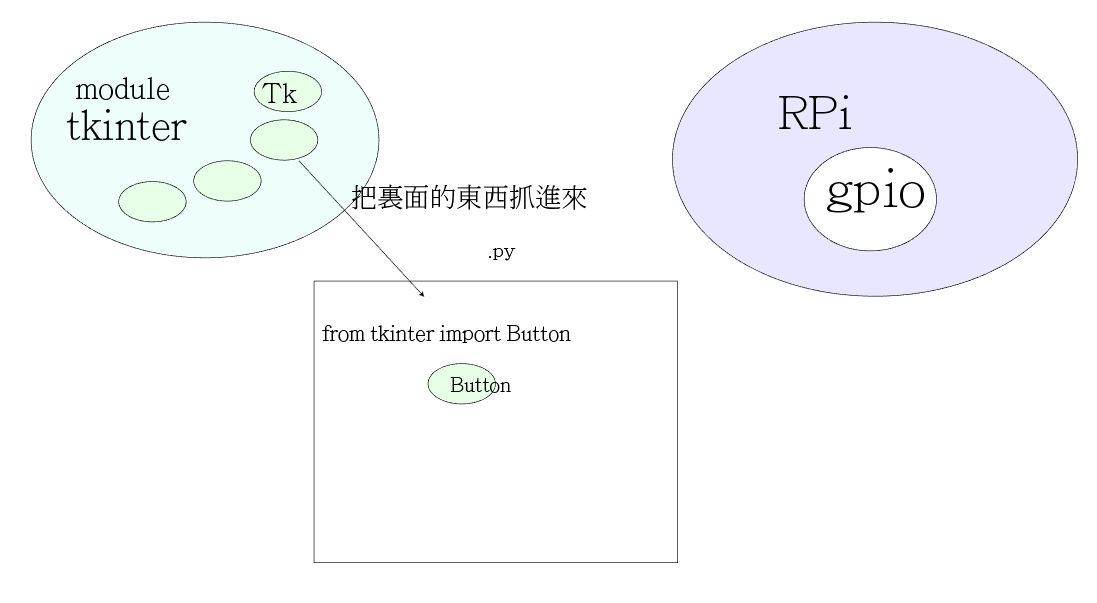 module
tkinter
Tk
RPi
gpio
把裏面的東西抓進來
.py
from tkinter import Button
Button